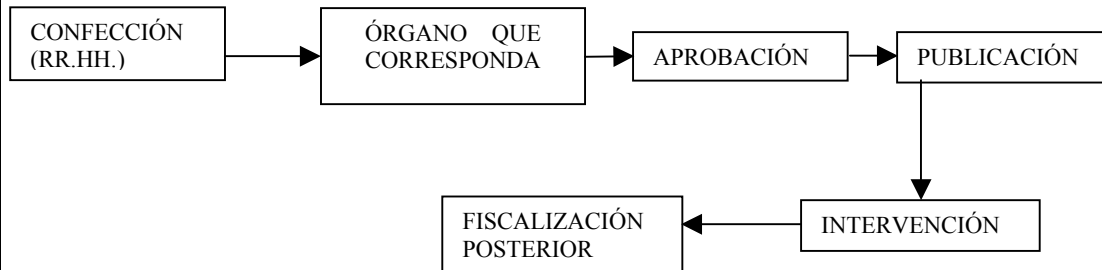 CONFECCIÓN
(RR.HH.)
ÓRGANO QUE
CORRESPONDA
APROBACIÓN
PUBLICACIÓN
INTERVENCIÓN
FISCALIZACIÓN
POSTERIOR